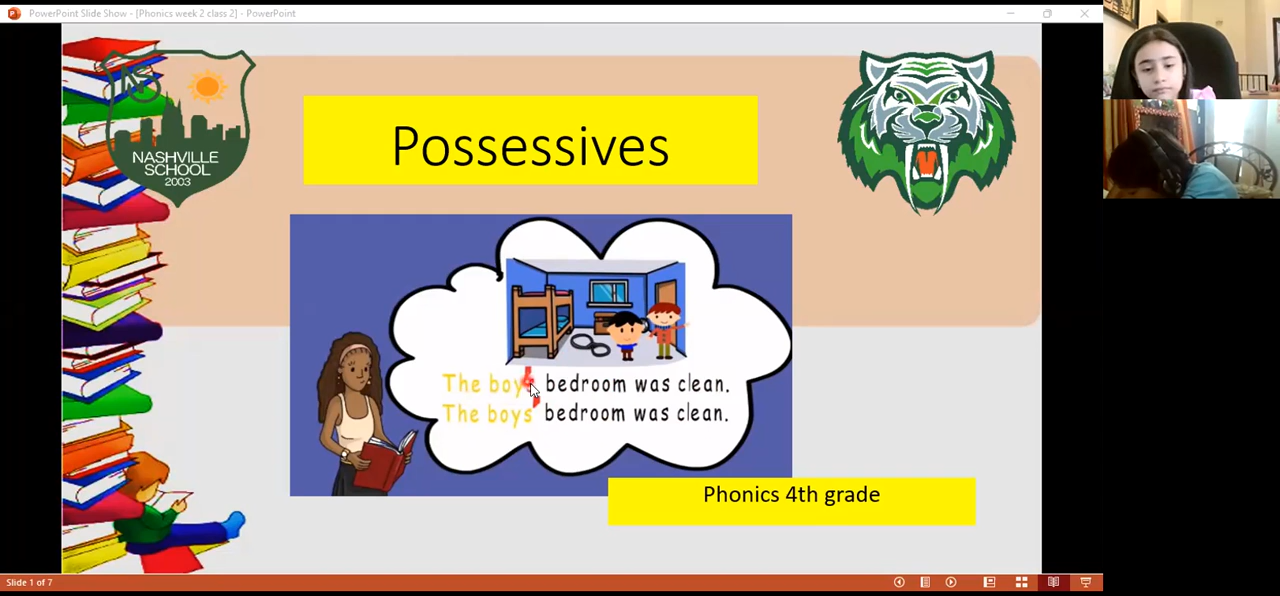 PowerPoint Slide Show - [Phonics week 2 class 2] - PowerPoint
NS
NASHVILLE
SCHOOL
2003
Possessives
The boy's bedroom was clean.
The boys' bedroom was clean.
Phonics 4th grade
Slide 1 of 7